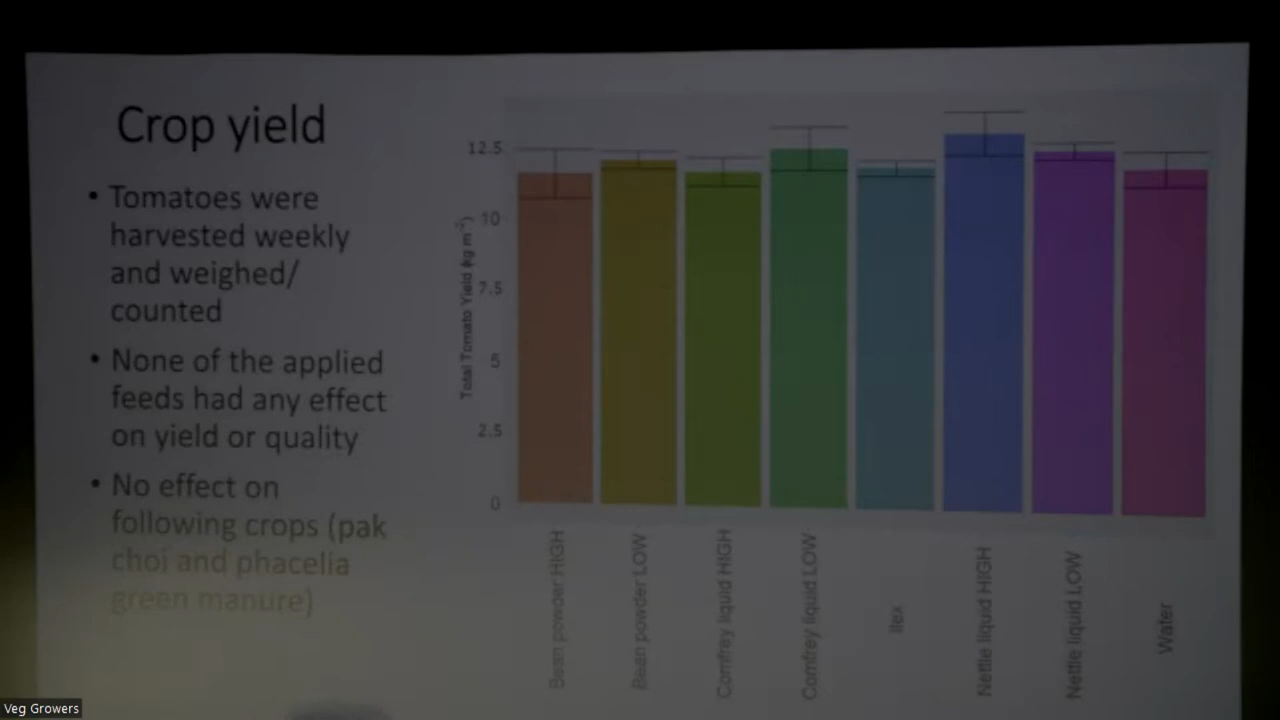 Crop yield
• Tomatoes were
harvested weekly
and weighed/
counted
• None of the applied
feeds had any effect
on yield or quality
• No effect on
following crops (pak
choi and phacelia
green manure)
Total Tomato Yield (kg m⁻²)
12.5
10
7.5
5
2.5
0
Bean powder HIGH
Bean powder LOW
Comfrey liquid HIGH
Comfrey liquid LOW
Ilex
Nettle liquid HIGH
Nettle liquid LOW
Water
Veg Growers